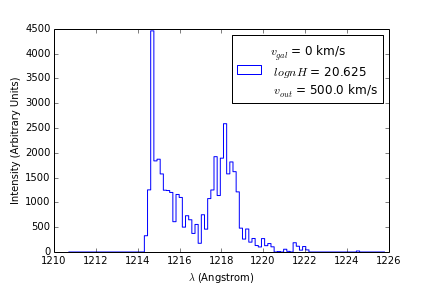 4500
4000
3500
3000
2500
2000
1500
1000
500
0
Intensity (Arbitrary Units)
v_gal = 0 km/s
lognH = 20.625
v_out = 500.0 km/s
1210 1212 1214 1216 1218 1220 1222 1224 1226
λ (Angstrom)